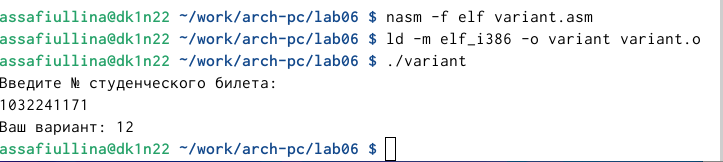 assafiullina@dk1n22 ~/work/arch-pc/lab06 $ nasm -f elf variant.asm
assafiullina@dk1n22 ~/work/arch-pc/lab06 $ ld -m elf_i386 -o variant variant.o
assafiullina@dk1n22 ~/work/arch-pc/lab06 $ ./variant
Введите № студенческого билета:
1032241171
Ваш вариант: 12
assafiullina@dk1n22 ~/work/arch-pc/lab06 $